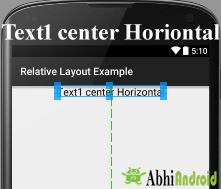 Text1 center Horiontal
5:10
Relative Layout Example
Text1 center Horizontal
AbhiAndroid